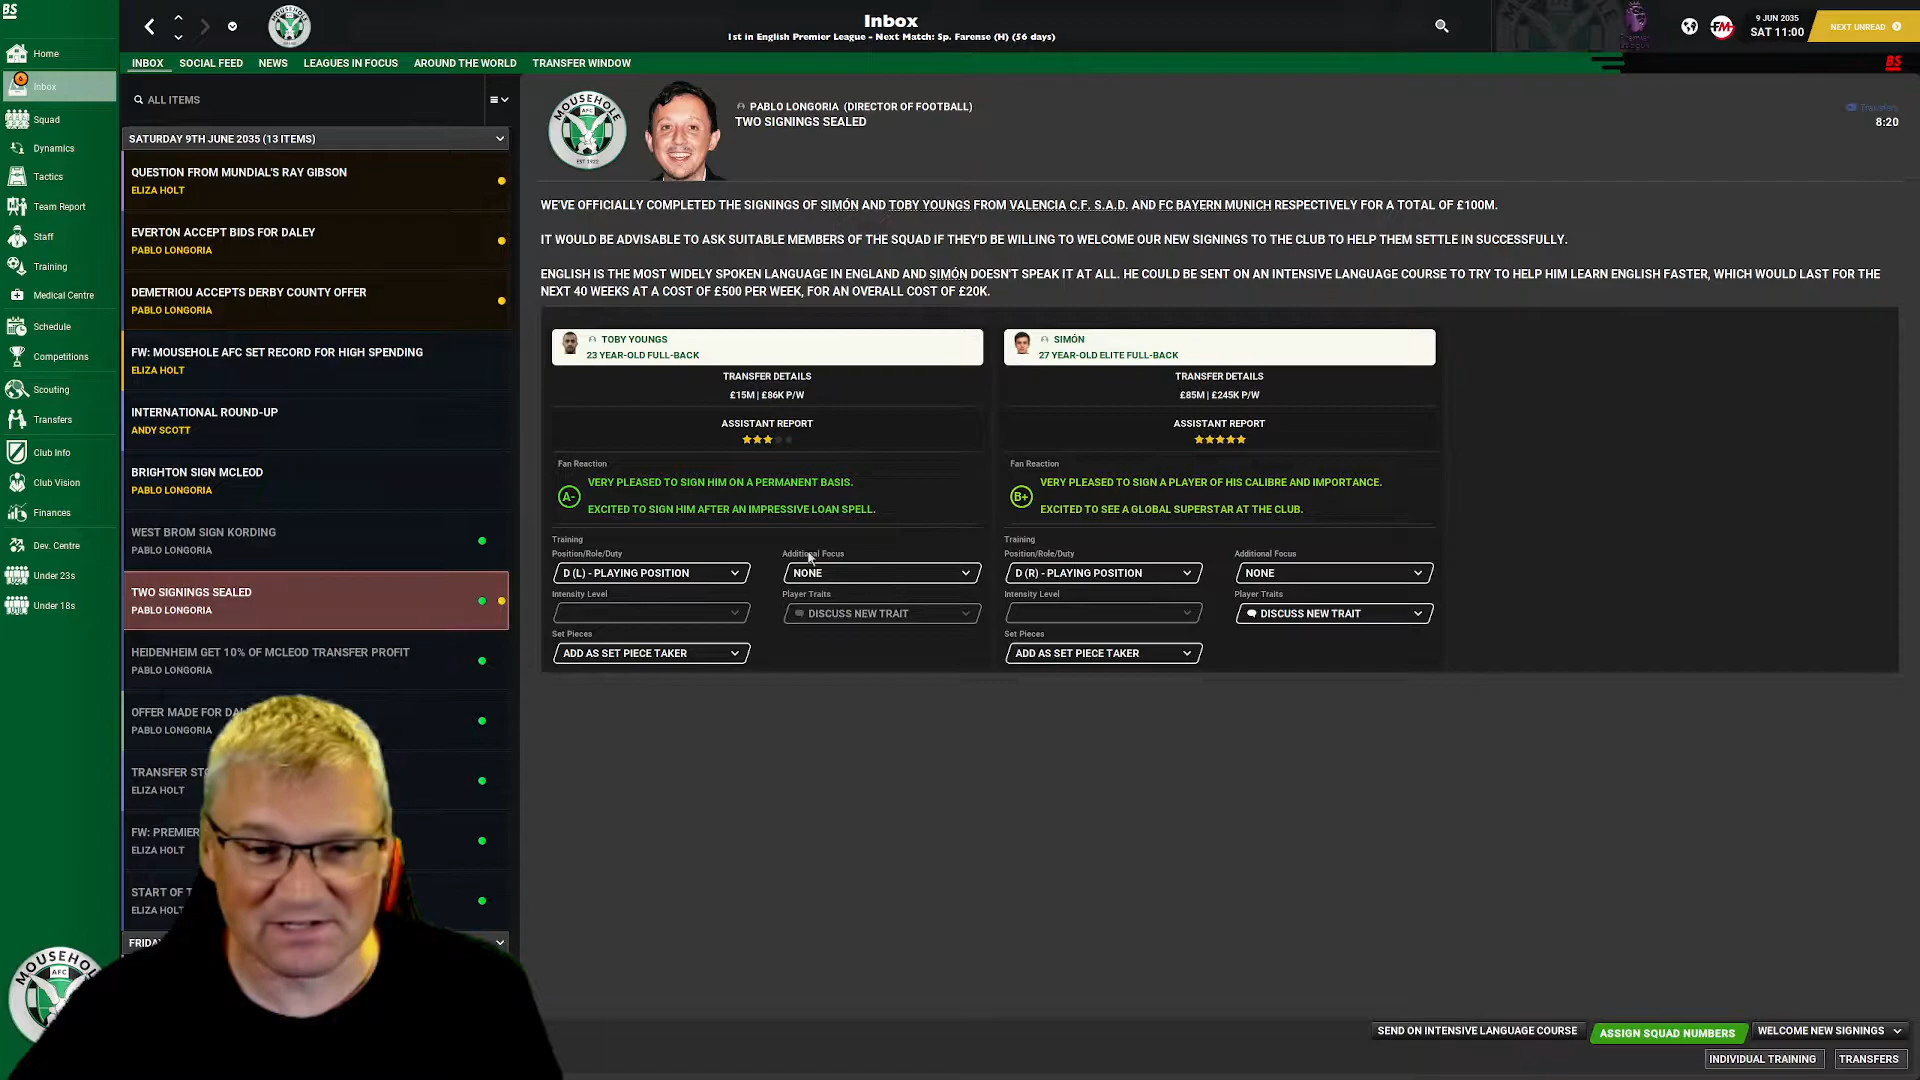 BS
Inbox
1st in English Premier League - Next Match: Sp. Farense (H) (56 days)
9 JUN 2035
SAT 11:00
NEXT UNREAD
FM
BS
Home
6
Inbox
Squad
Dynamics
Tactics
Team Report
Staff
Training
Medical Centre
Schedule
Competitions
Scouting
Transfers
Club Info
Club Vision
Finances
Dev. Centre
Under 23s
Under 18s
MOUSEHOLE
AFC
INBOX
SOCIAL FEED
NEWS
LEAGUES IN FOCUS
AROUND THE WORLD
TRANSFER WINDOW
ALL ITEMS
SATURDAY 9TH JUNE 2035 (13 ITEMS)
QUESTION FROM MUNDIAL'S RAY GIBSON
ELIZA HOLT
EVERTON ACCEPT BIDS FOR DALEY
PABLO LONGORIA
DEMETRIOU ACCEPTS DERBY COUNTY OFFER
PABLO LONGORIA
FW: MOUSEHOLE AFC SET RECORD FOR HIGH SPENDING
ELIZA HOLT
INTERNATIONAL ROUND-UP
ANDY SCOTT
BRIGHTON SIGN MCLEOD
PABLO LONGORIA
WEST BROM SIGN KORDING
PABLO LONGORIA
TWO SIGNINGS SEALED
PABLO LONGORIA
HEIDENHEIM GET 10% OF MCLEOD TRANSFER PROFIT
PABLO LONGORIA
OFFER MADE FOR DA
PABLO LONGORIA
TRANSFER STO
ELIZA HOLT
FW: PREMIER
ELIZA HOLT
START OF T
ELIZA HOLT
FRIDA
MOUSEHOLE
AFC
EST 1922
PABLO LONGORIA (DIRECTOR OF FOOTBALL)
TWO SIGNINGS SEALED
Transfers
8:20
WE'VE OFFICIALLY COMPLETED THE SIGNINGS OF SIMÓN AND TOBY YOUNGS FROM VALENCIA C.F. S.A.D. AND FC BAYERN MUNICH RESPECTIVELY FOR A TOTAL OF £100M.
IT WOULD BE ADVISABLE TO ASK SUITABLE MEMBERS OF THE SQUAD IF THEY'D BE WILLING TO WELCOME OUR NEW SIGNINGS TO THE CLUB TO HELP THEM SETTLE IN SUCCESSFULLY.
ENGLISH IS THE MOST WIDELY SPOKEN LANGUAGE IN ENGLAND AND SIMÓN DOESN'T SPEAK IT AT ALL. HE COULD BE SENT ON AN INTENSIVE LANGUAGE COURSE TO TRY TO HELP HIM LEARN ENGLISH FASTER, WHICH WOULD LAST FOR THE
NEXT 40 WEEKS AT A COST OF £500 PER WEEK, FOR AN OVERALL COST OF £20K.
TOBY YOUNGS
23 YEAR-OLD FULL-BACK
TRANSFER DETAILS
£15M | £86K P/W
ASSISTANT REPORT
Fan Reaction
A-
VERY PLEASED TO SIGN HIM ON A PERMANENT BASIS.
EXCITED TO SIGN HIM AFTER AN IMPRESSIVE LOAN SPELL.
Training
Position/Role/Duty
Additional Focus
D (L) - PLAYING POSITION
NONE
Intensity Level
Player Traits
DISCUSS NEW TRAIT
Set Pieces
ADD AS SET PIECE TAKER
SIMÓN
27 YEAR-OLD ELITE FULL-BACK
TRANSFER DETAILS
£85M | £245K P/W
ASSISTANT REPORT
Fan Reaction
B+
VERY PLEASED TO SIGN A PLAYER OF HIS CALIBRE AND IMPORTANCE.
EXCITED TO SEE A GLOBAL SUPERSTAR AT THE CLUB.
Training
Position/Role/Duty
Additional Focus
D (R) - PLAYING POSITION
NONE
Intensity Level
Player Traits
DISCUSS NEW TRAIT
Set Pieces
ADD AS SET PIECE TAKER
SEND ON INTENSIVE LANGUAGE COURSE
ASSIGN SQUAD NUMBERS
WELCOME NEW SIGNINGS
INDIVIDUAL TRAINING
TRANSFERS